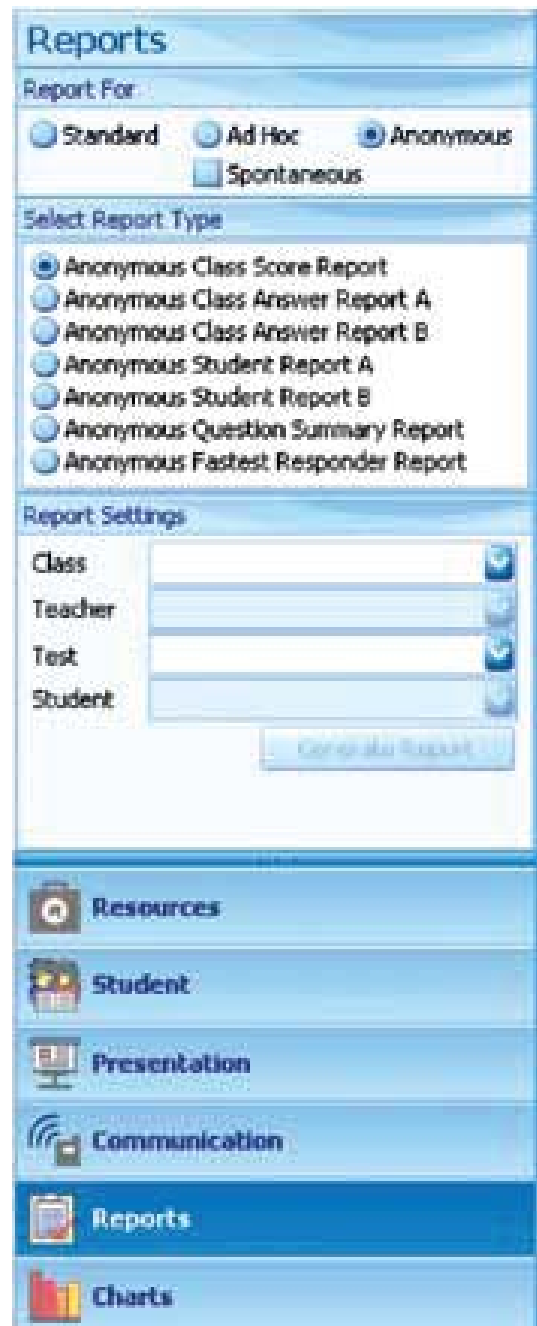 Reports
Report For
Standard Ad Hoc Anonymous
Spontaneous
Select Report Type
Anonymous Class Score Report
Anonymous Class Answer Report A
Anonymous Class Answer Report B
Anonymous Student Report A
Anonymous Student Report B
Anonymous Question Summary Report
Anonymous Fastest Responder Report
Report Settings
Class
Teacher
Test
Student
Generate Report
Resources
Student
Presentation
Communication
Reports
Charts